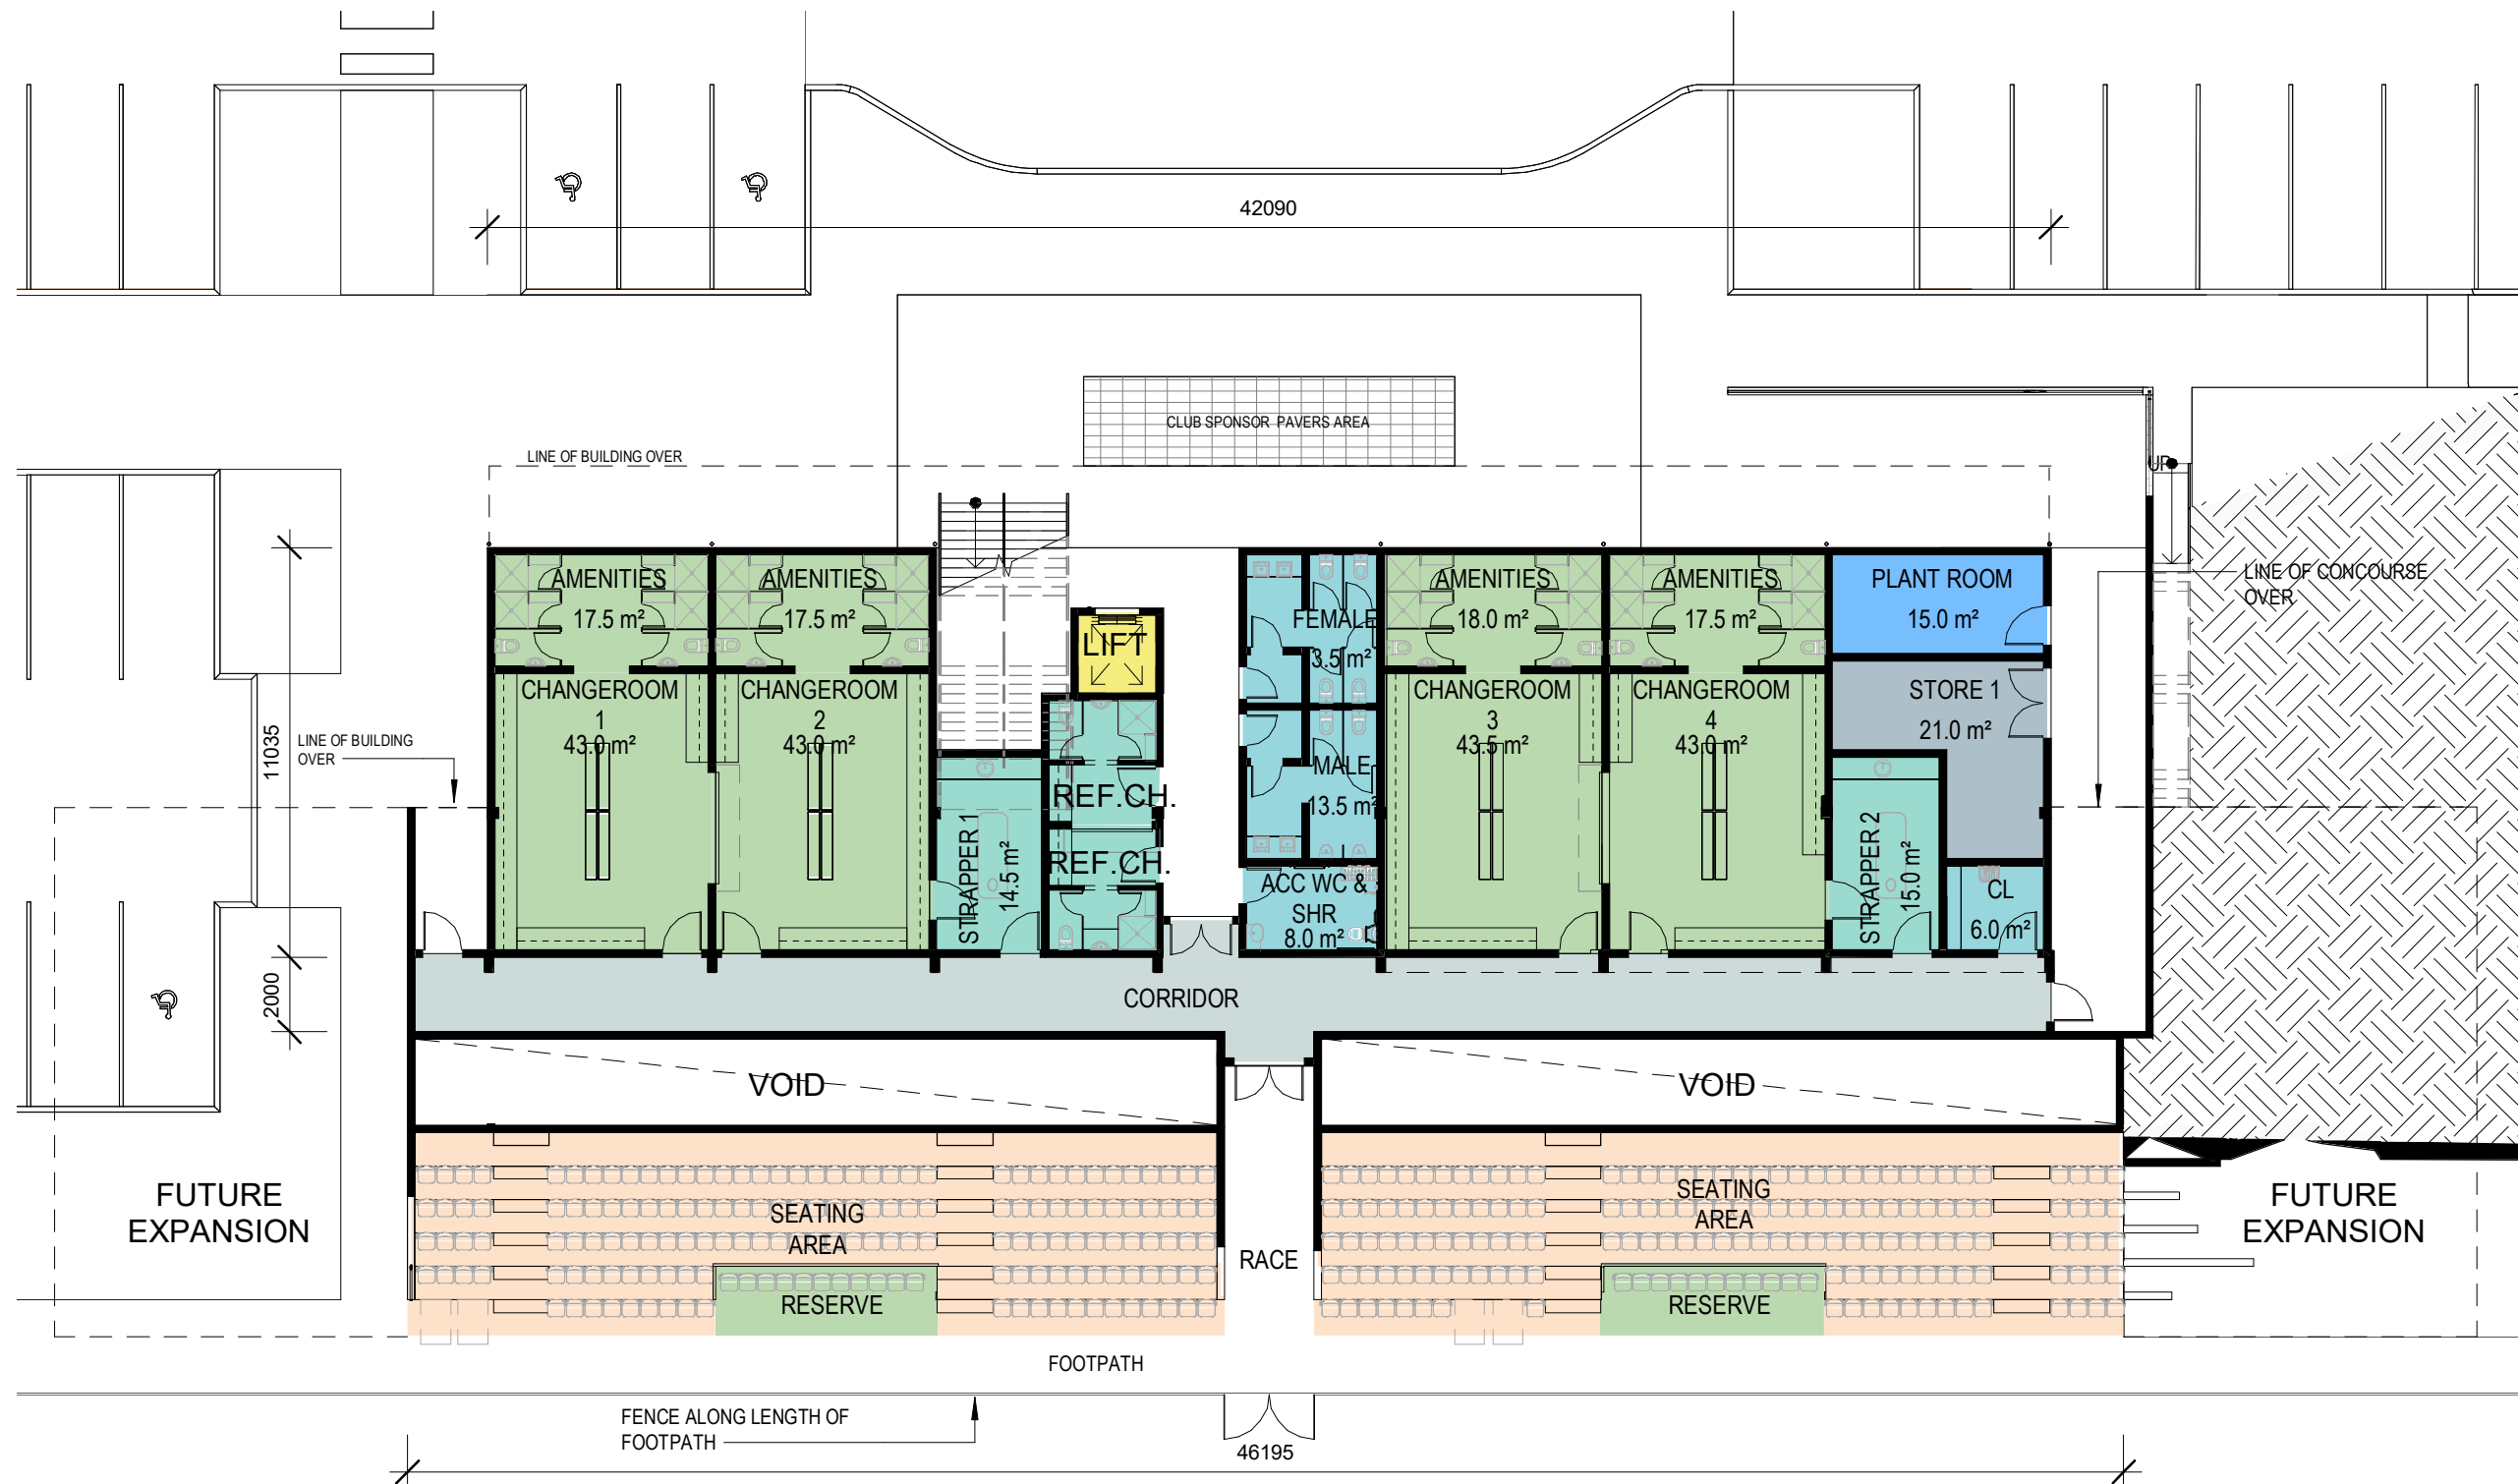 42090
CLUB SPONSOR PAVERS AREA
LINE OF BUILDING OVER
UP
LINE OF CONCOURSE
OVER
AMENITIES
17.5 m²
AMENITIES
17.5 m²
FEMALE
3.5 m²
AMENITIES
18.0 m²
AMENITIES
17.5 m²
PLANT ROOM
15.0 m²
LIFT
CHANGEROOM
1
43.0 m²
CHANGEROOM
2
43.0 m²
CHANGEROOM
3
43.5 m²
CHANGEROOM
4
43.0 m²
STORE 1
21.0 m²
11035
LINE OF BUILDING
OVER
REF.CH.
REF.CH.
MALE
13.5 m²
STRAPPER 1
14.5 m²
ACC WC &
SHR
8.0 m²
STRAPPER 2
15.0 m²
CL
6.0 m²
2000
CORRIDOR
VOID
VOID
FUTURE
EXPANSION
SEATING
AREA
RACE
SEATING
AREA
FUTURE
EXPANSION
RESERVE
RESERVE
FOOTPATH
FENCE ALONG LENGTH OF
FOOTPATH
46195